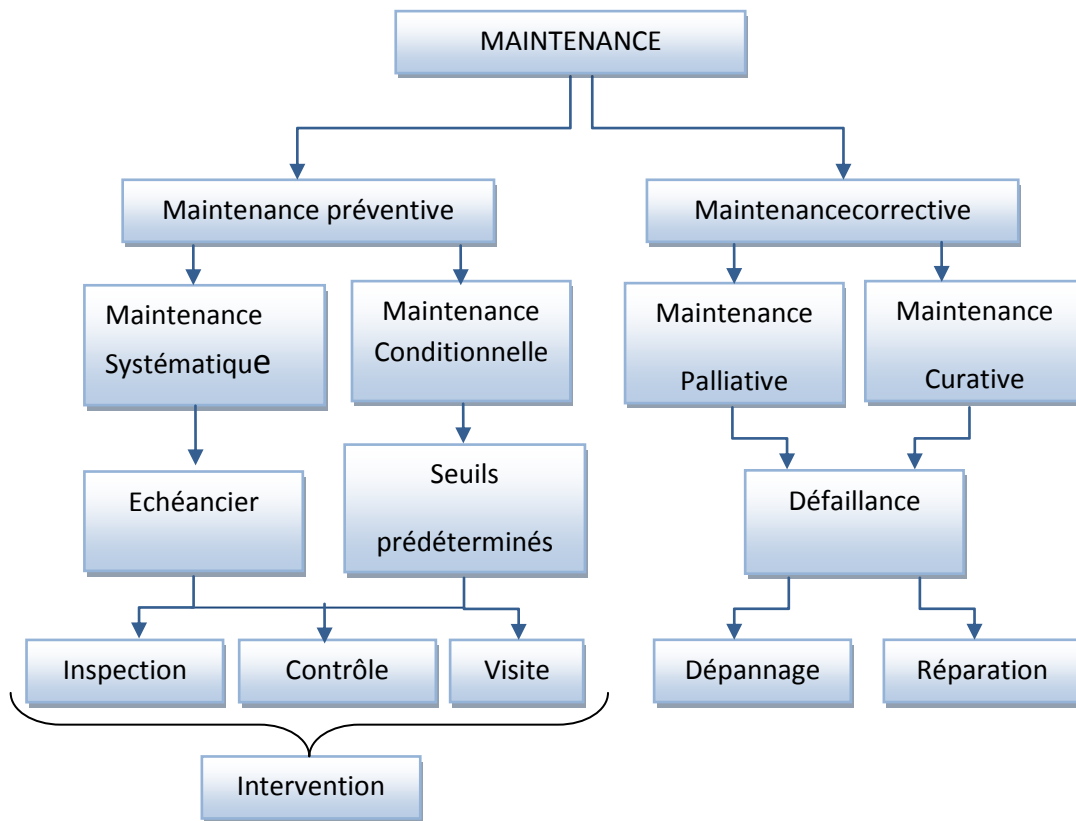 MAINTENANCE
Maintenance préventive
Maintenancecorrective
Maintenance
Systématique
Maintenance
Conditionnelle
Maintenance
Palliative
Maintenance
Curative
Echéancier
Seuils
prédéterminés
Défaillance
Inspection
Contrôle
Visite
Dépannage
Réparation
Intervention